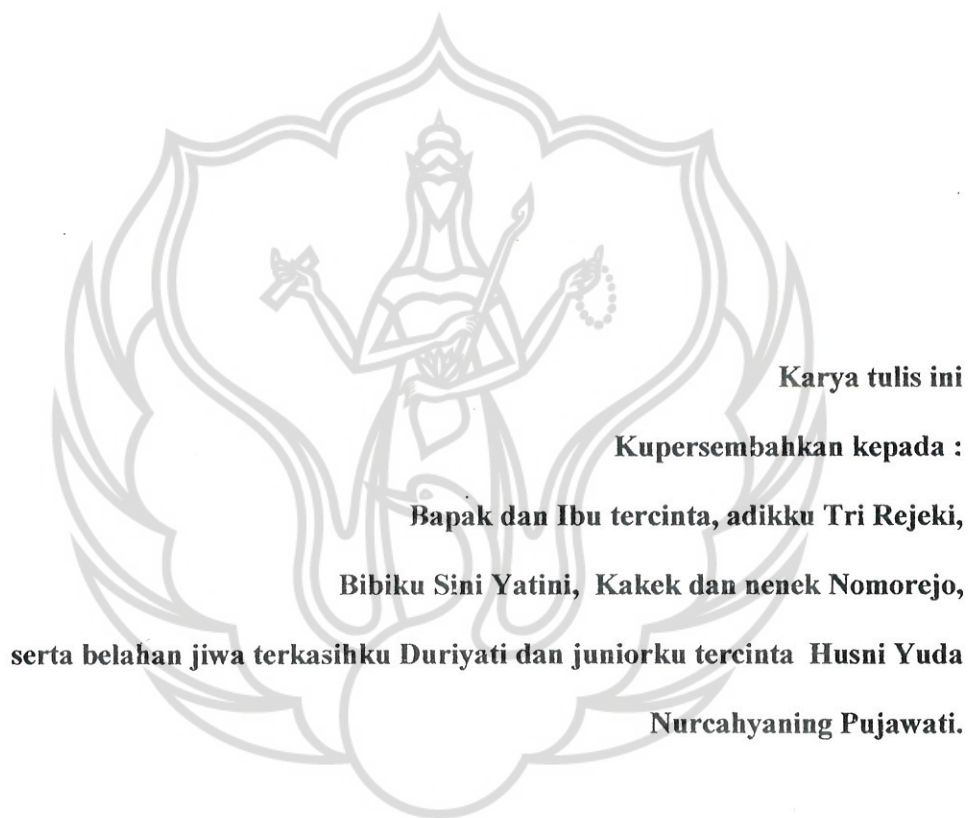 Karya tulis ini
Kupersembahkan kepada :
Bapak dan Ibu tercinta, adikku Tri Rejeki,
Bibiku Sini Yatini, Kakek dan nenek Nomorejo,
serta belahan jiwa terkasihku Duriyati dan juniorku tercinta Husni Yuda
Nurcahyaning Pujawati.